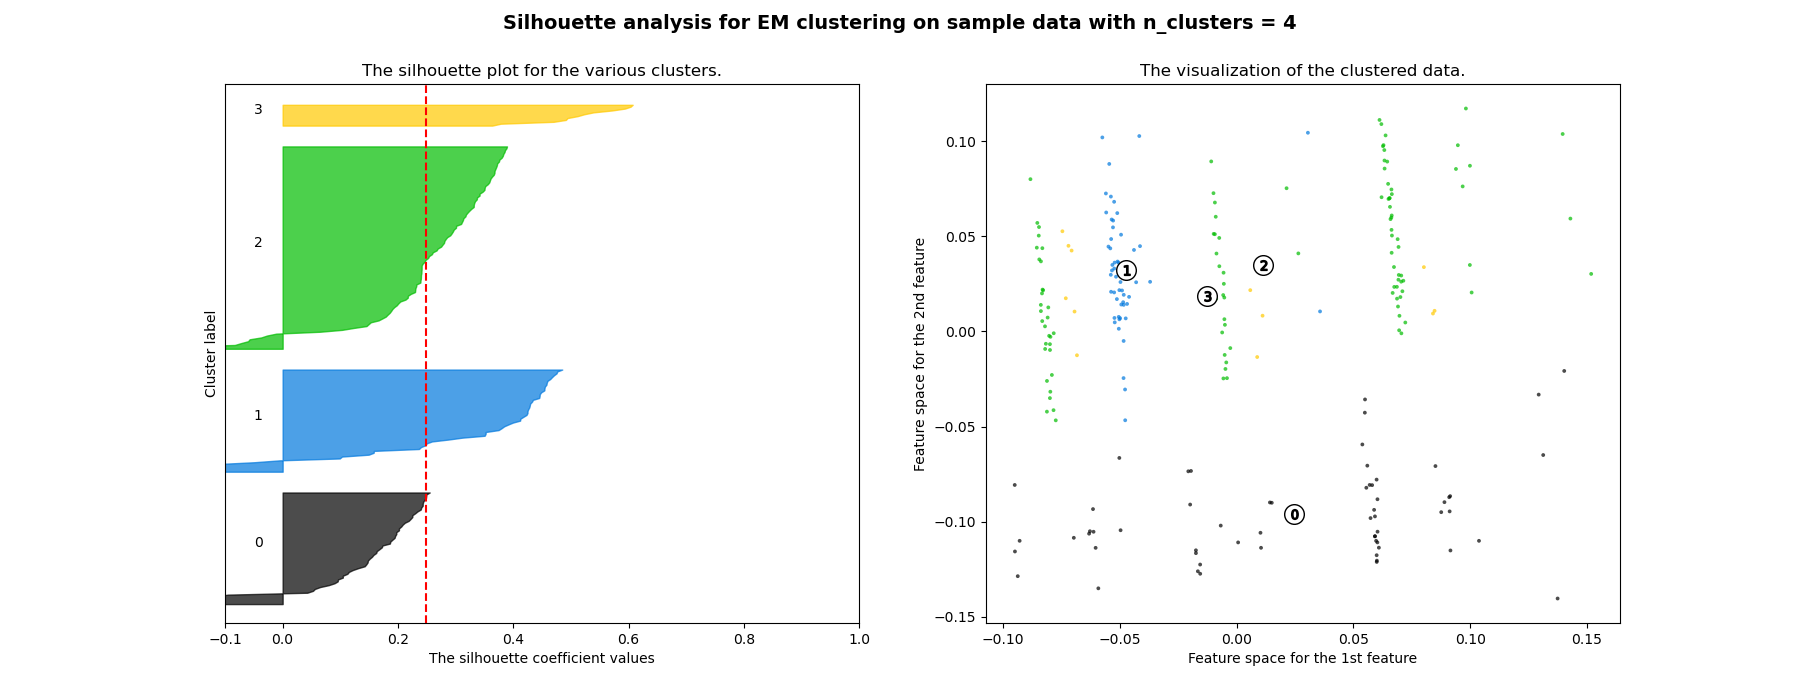 Silhouette analysis for EM clustering on sample data with n_clusters = 4
The silhouette plot for the various clusters.
3
2
1
0
Cluster label
−0.1 0.0 0.2 0.4 0.6 0.8 1.0
The silhouette coefficient values
The visualization of the clustered data.
0.10
0.05
0.00
−0.05
−0.10
−0.15
Feature space for the 2nd feature
1
2
3
0
−0.10 −0.05 0.00 0.05 0.10 0.15
Feature space for the 1st feature